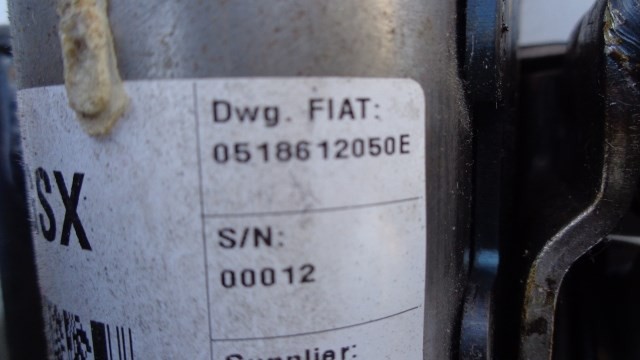 Dwg. FIAT:
0518612050E
SX
S/N:
00012
Supplier: